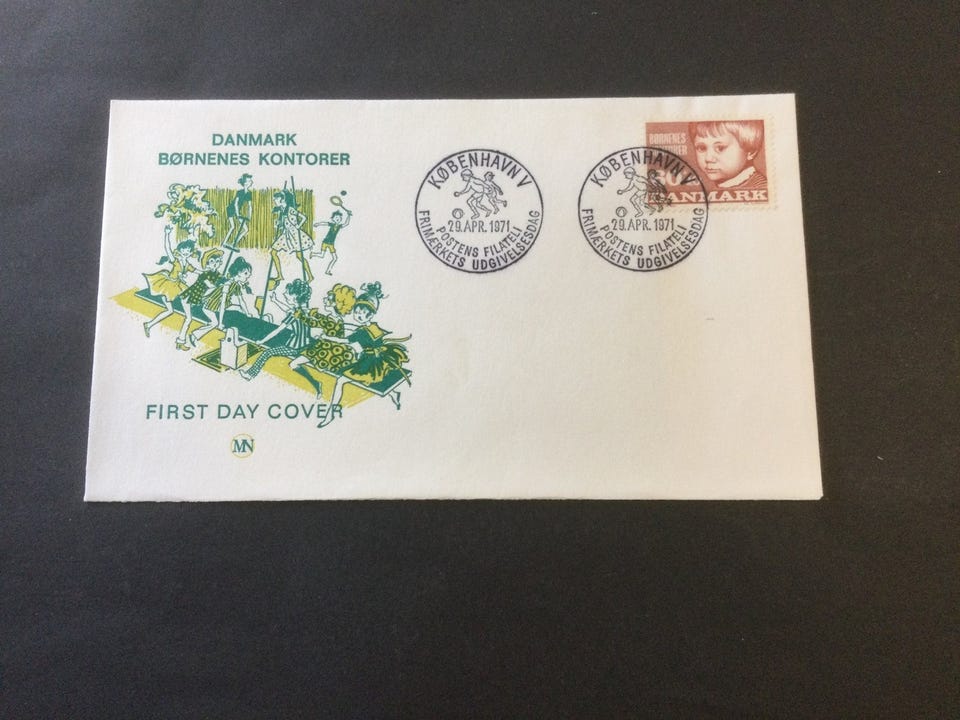 DANMARK
BØRNENES KONTORER
FIRST DAY COVER
MN
KØBENHAVN V
29. APR. 1971
POSTENS FILATELI
FRIMÆRKETS UDGIVELSESDAG
KØBENHAVN V
29. APR. 1971
POSTENS FILATELI
FRIMÆRKETS UDGIVELSESDAG
BØRNENES
KONTORER
DANMARK